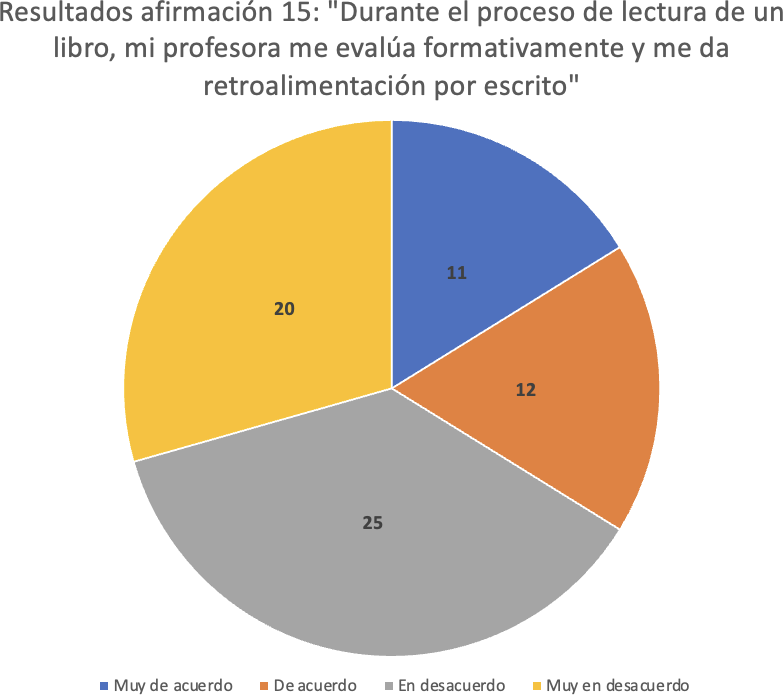 Resultados afirmación 15: "Durante el proceso de lectura de un
libro, mi profesora me evalúa formativamente y me da
retroalimentación por escrito"
11
20
12
25
Muy de acuerdo De acuerdo En desacuerdo Muy en desacuerdo